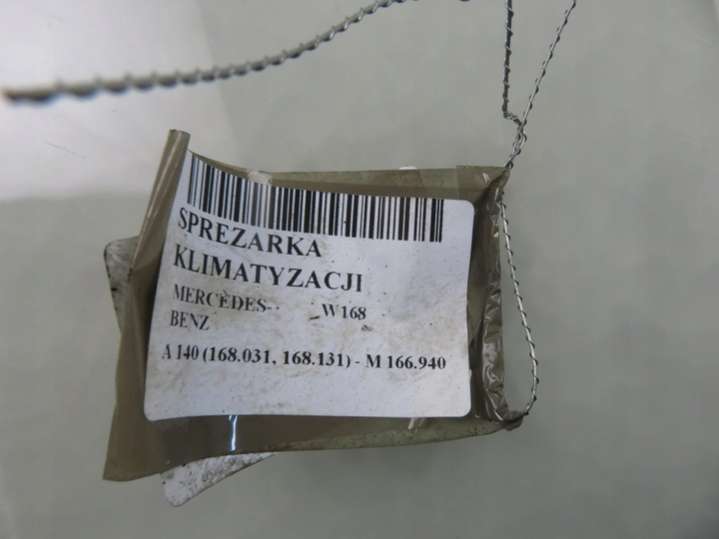 SPREZARKA
KLIMATYZACJI
MERCEDES- W168
BENZ
A 140 (168.031, 168.131) - M 166.940